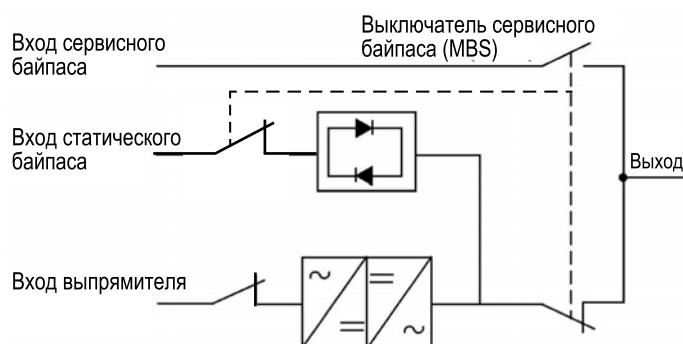 Вход сервисного
байпаса
Выключатель сервисного
байпаса (MBS)
Вход статического
байпаса
Выход
Вход выпрямителя